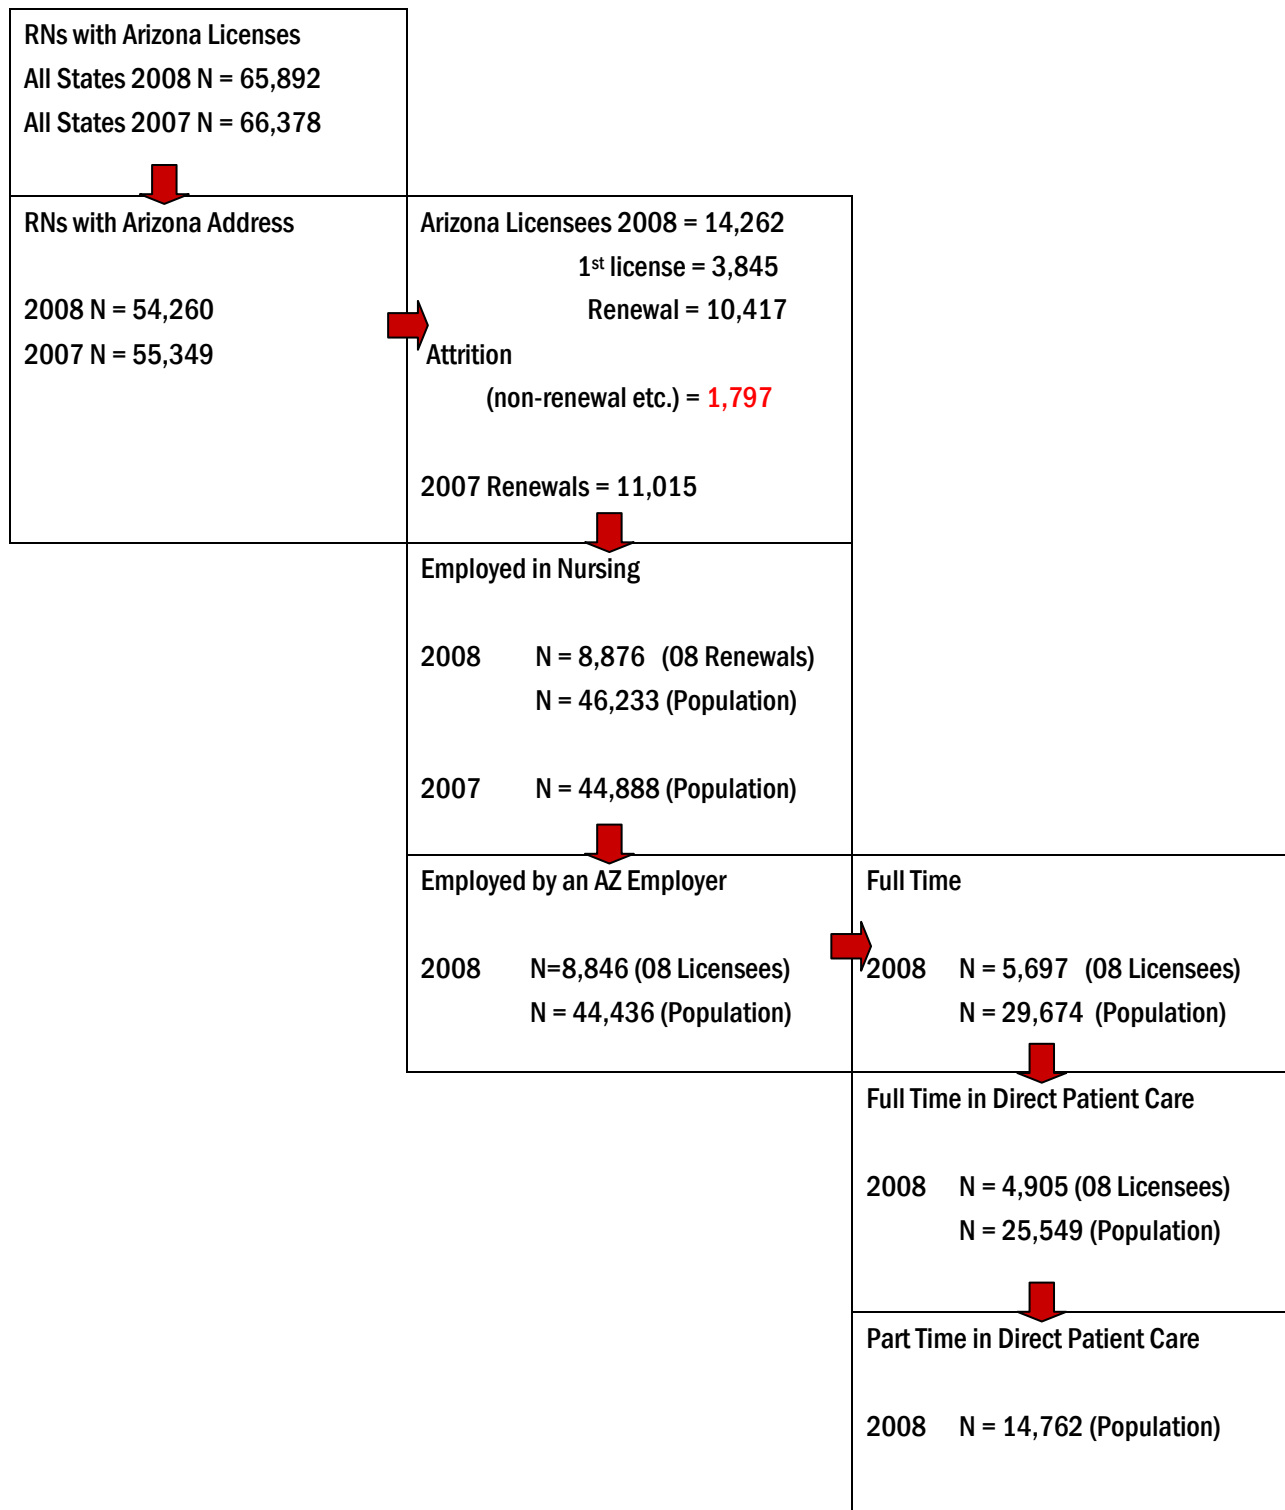 RNs with Arizona Licenses
All States 2008 N = 65,892
All States 2007 N = 66,378
RNs with Arizona Address
2008 N = 54,260
2007 N = 55,349
Arizona Licensees 2008 = 14,262
1st license = 3,845
Renewal = 10,417
Attrition
(non-renewal etc.) = 1,797
2007 Renewals = 11,015
Employed in Nursing
2008 N = 8,876 (08 Renewals)
N = 46,233 (Population)
2007 N = 44,888 (Population)
Employed by an AZ Employer
2008 N=8,846 (08 Licensees)
N = 44,436 (Population)
Full Time
2008 N = 5,697 (08 Licensees)
N = 29,674 (Population)
Full Time in Direct Patient Care
2008 N = 4,905 (08 Licensees)
N = 25,549 (Population)
Part Time in Direct Patient Care
2008 N = 14,762 (Population)